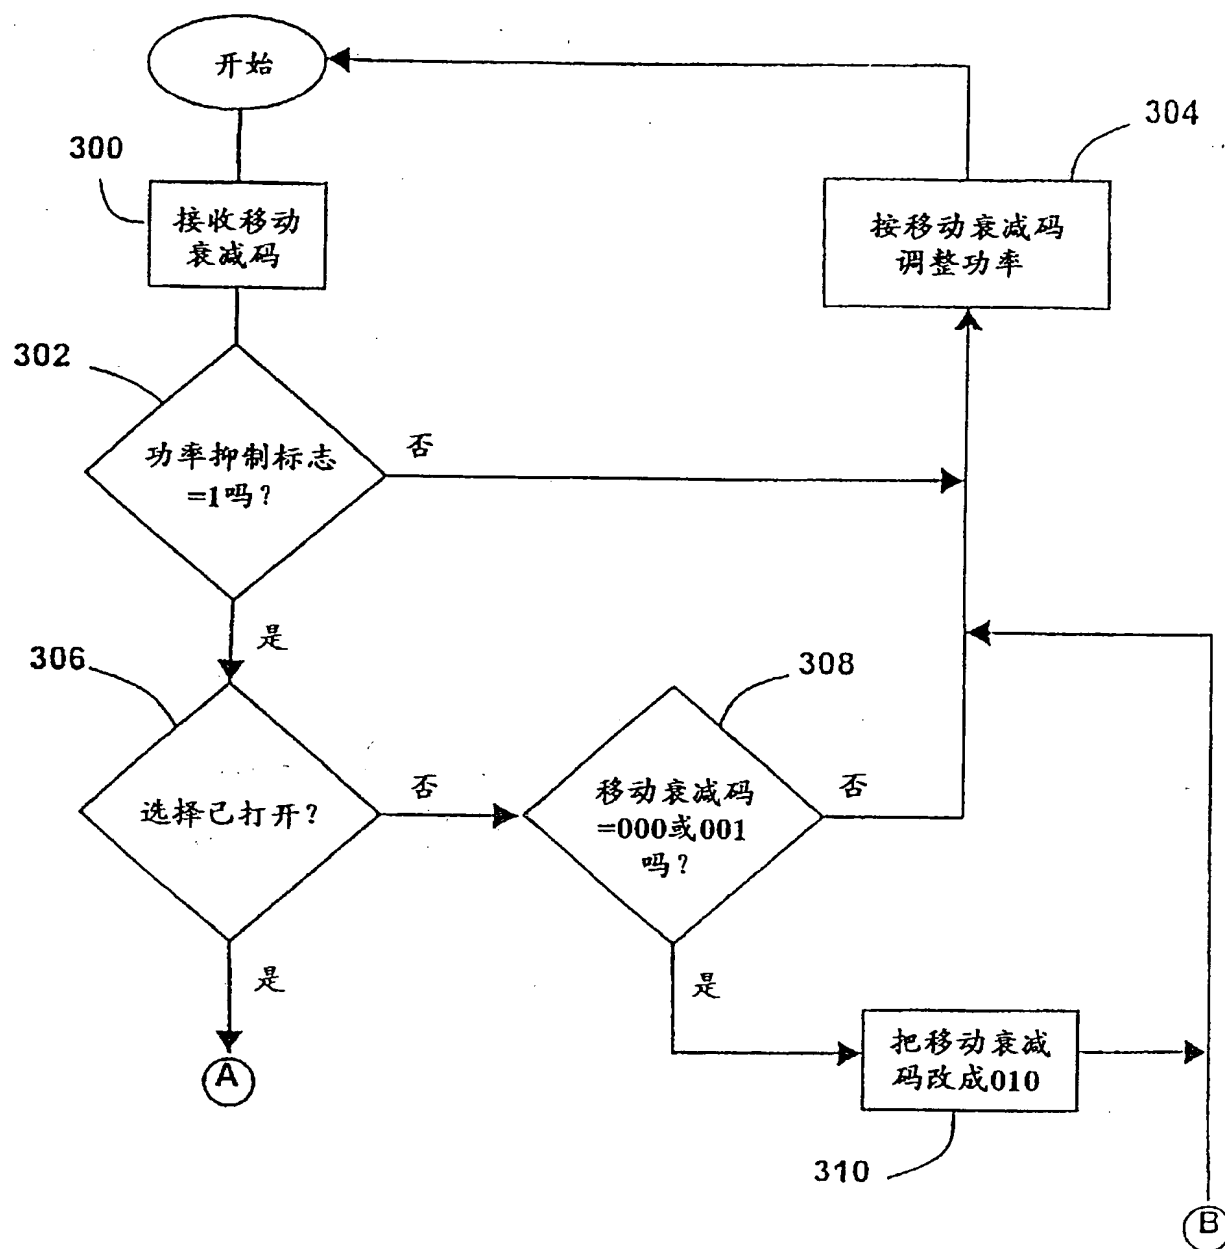 开始
304
300
接收移动
衰减码
按移动衰减码
调整功率
302
功率抑制标志
=1吗？
否
是
306
308
选择已打开？
否
移动衰减码
=000或001
吗？
否
是
是
A
把移动衰减
码改成010
310
B